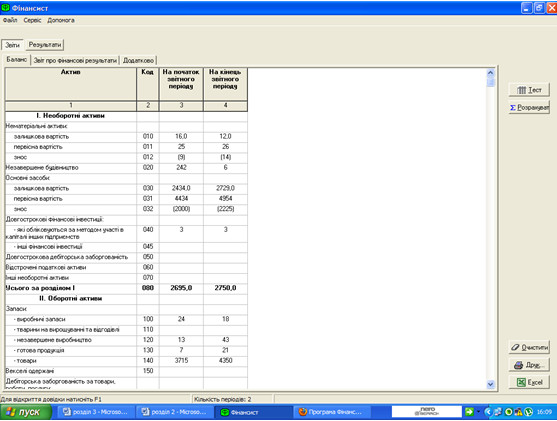 Фінансист
Файл Сервіс Допомога
Звіти Результати
Баланс Звіт про фінансові результати Додатково
Актив Код На початок звітного періоду На кінець звітного періоду
1 2 3 4
I. Необоротні активи
Нематеріальні активи:
залишкова вартість 010 16,0 12,0
первісна вартість 011 25 26
знос 012 (9) (14)
Незавершене будівництво 020 242 6
Основні засоби:
залишкова вартість 030 2434,0 2729,0
первісна вартість 031 4434 4954
знос 032 (2000) (2225)
Довгострокові фінансові інвестиції:
- які обліковуються за методом участі в капіталі інших підприємств 040 3 3
- інші фінансові інвестиції 045
Довгострокова дебіторська заборгованість 050
Відстрочені податкові активи 060
Інші необоротні активи 070
Усього за розділом I 080 2695,0 2750,0
II. Оборотні активи
Запаси:
- виробничі запаси 100 24 18
- тварини на вирощуванні та відгодівлі 110
- незавершене виробництво 120 13 43
- готова продукція 130 7 21
- товари 140 3715 4350
Векселі одержані 150
Дебіторська заборгованість за товари,
Тест
Розрахувати
Очистити
Друк...
Excel
Для відкриття довідки натисніть F1 Кількість періодів: 2
пуск розділ 3 - Microso... розділ 2 - Microso... Фінансист Програма Фінанс... nero 16:09